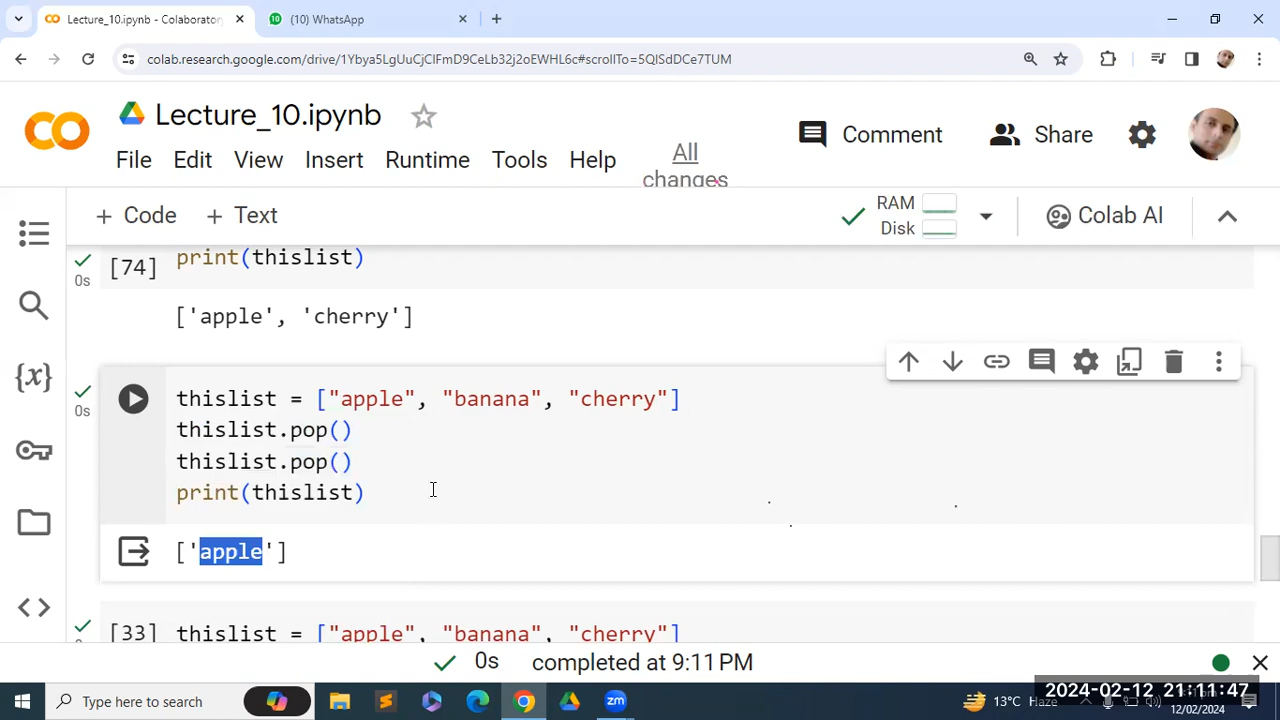 Lecture_10.ipynb - Colaborator
(10) WhatsApp
colab.research.google.com/drive/1Ybya5LgUuCjCIFmD9CeLb32j2oEWHL6c#scrollTo=5QISdDCe7TUM
Lecture_10.ipynb
Comment
Share
File Edit View Insert Runtime Tools Help
All changes
+ Code + Text
RAM
Disk
Colab AI
print(thislist)
[74]
0s
['apple', 'cherry']
thislist = ["apple", "banana", "cherry"]
0s
thislist.pop()
thislist.pop()
print(thislist)
['apple']
{x}
[33] thislist = ["apple", "banana", "cherry"]
0s completed at 9:11 PM
Type here to search
zm
13°C Haze
2024-02-12 21:11:47
12/02/2024